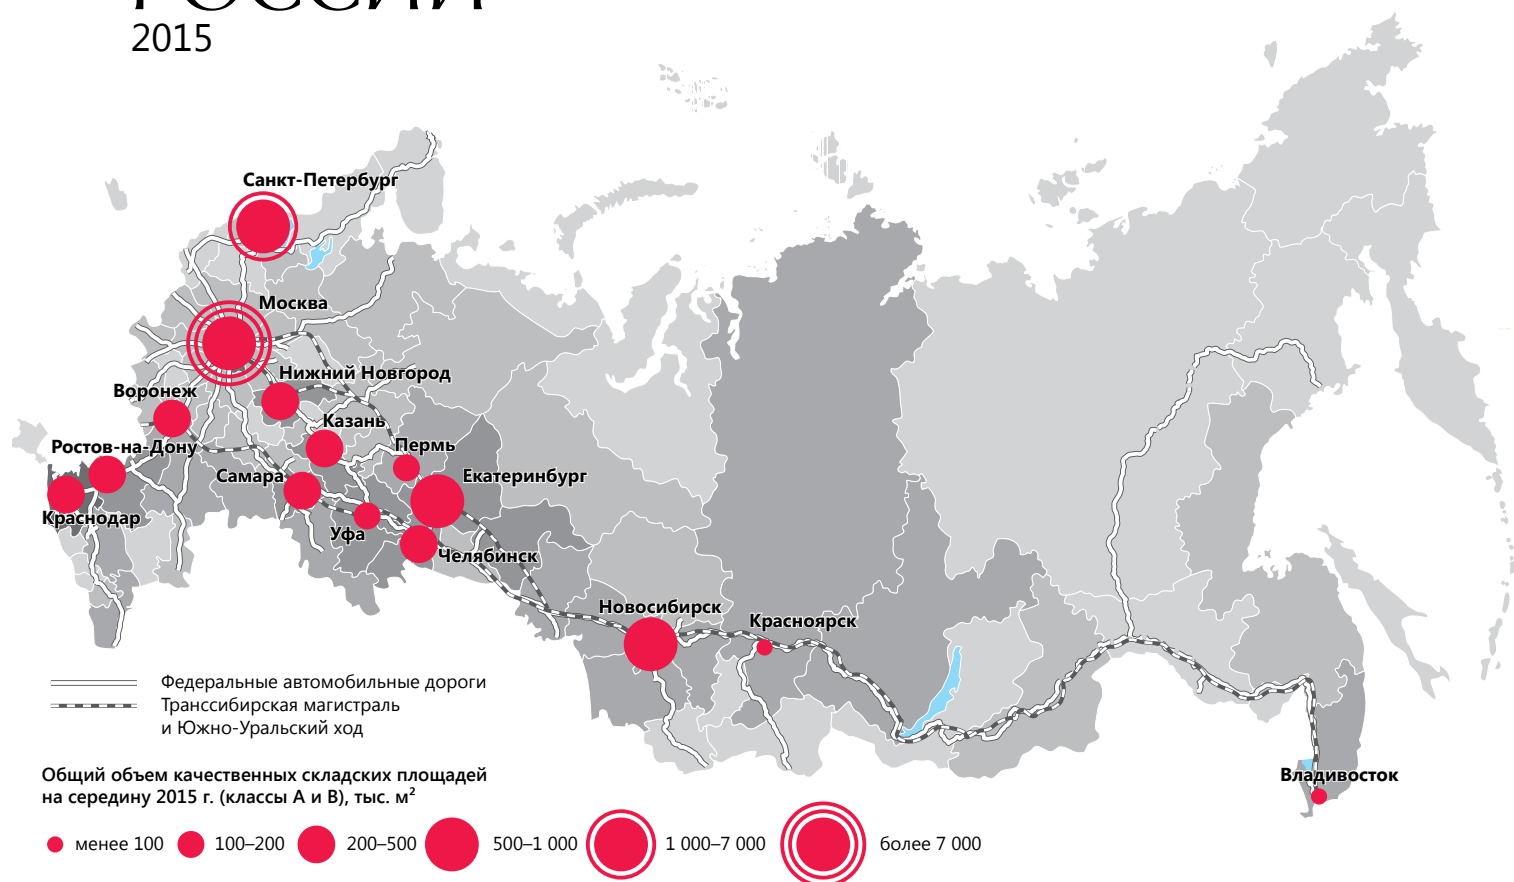 РОССИИ
2015
Санкт-Петербург
Москва
Нижний Новгород
Воронеж
Казань
Ростов-на-Дону
Пермь
Самара
Екатеринбург
Краснодар
Уфа
Челябинск
Новосибирск
Красноярск
Владивосток
Федеральные автомобильные дороги
Транссибирская магистраль
и Южно-Уральский ход
Общий объем качественных складских площадей
на середину 2015 г. (классы А и В), тыс. м²
менее 100
100–200
200–500
500–1 000
1 000–7 000
более 7 000